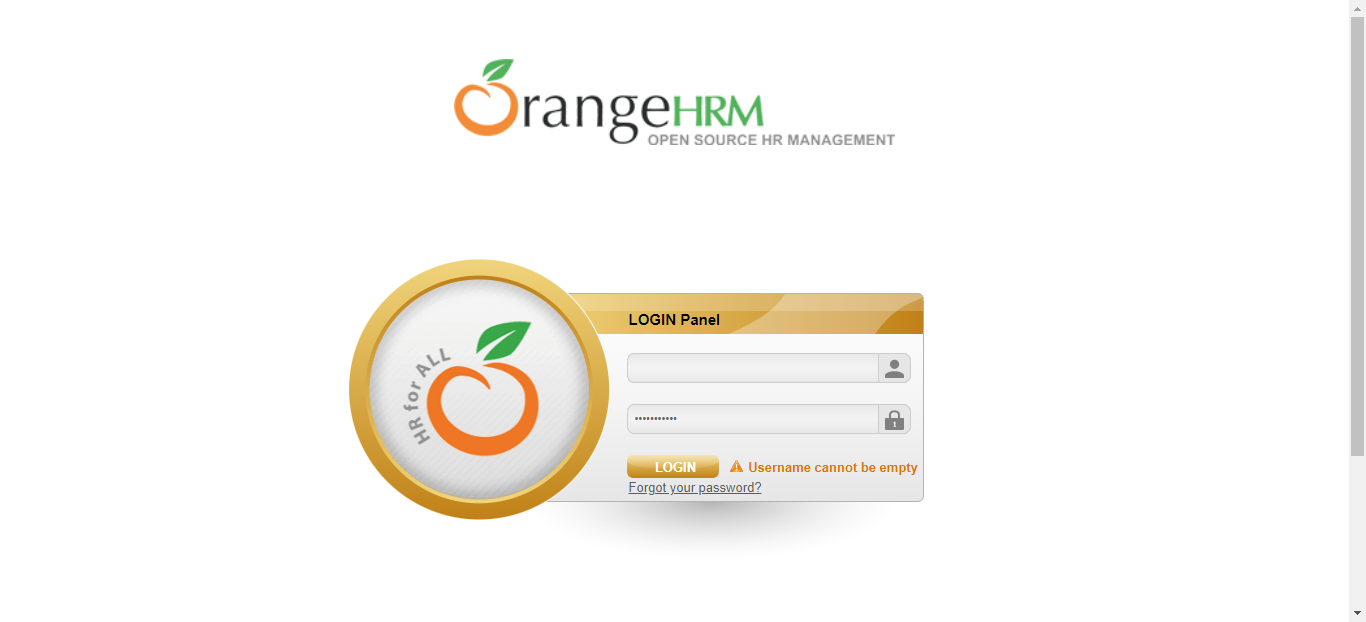 OrangeHRM
OPEN SOURCE HR MANAGEMENT
LOGIN Panel
HR for ALL
•••••••••••
LOGIN
Username cannot be empty
Forgot your password?